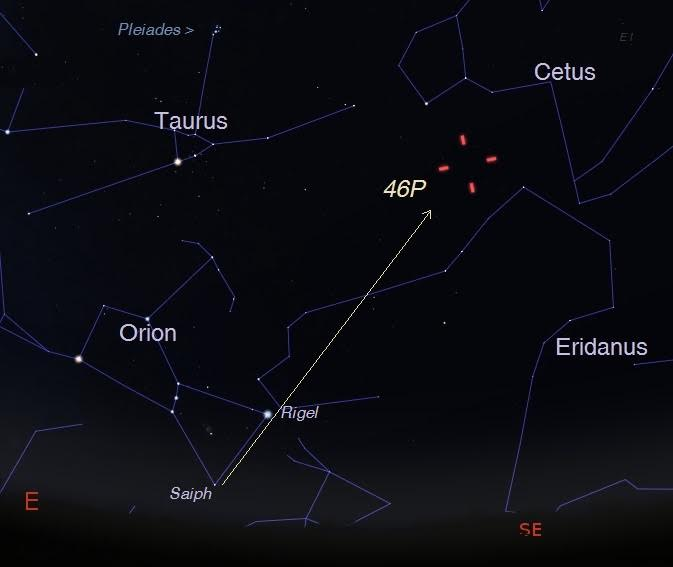 Pleiades >
Cetus
Taurus
46P
Orion
Eridanus
Rigel
Saiph
E
SE